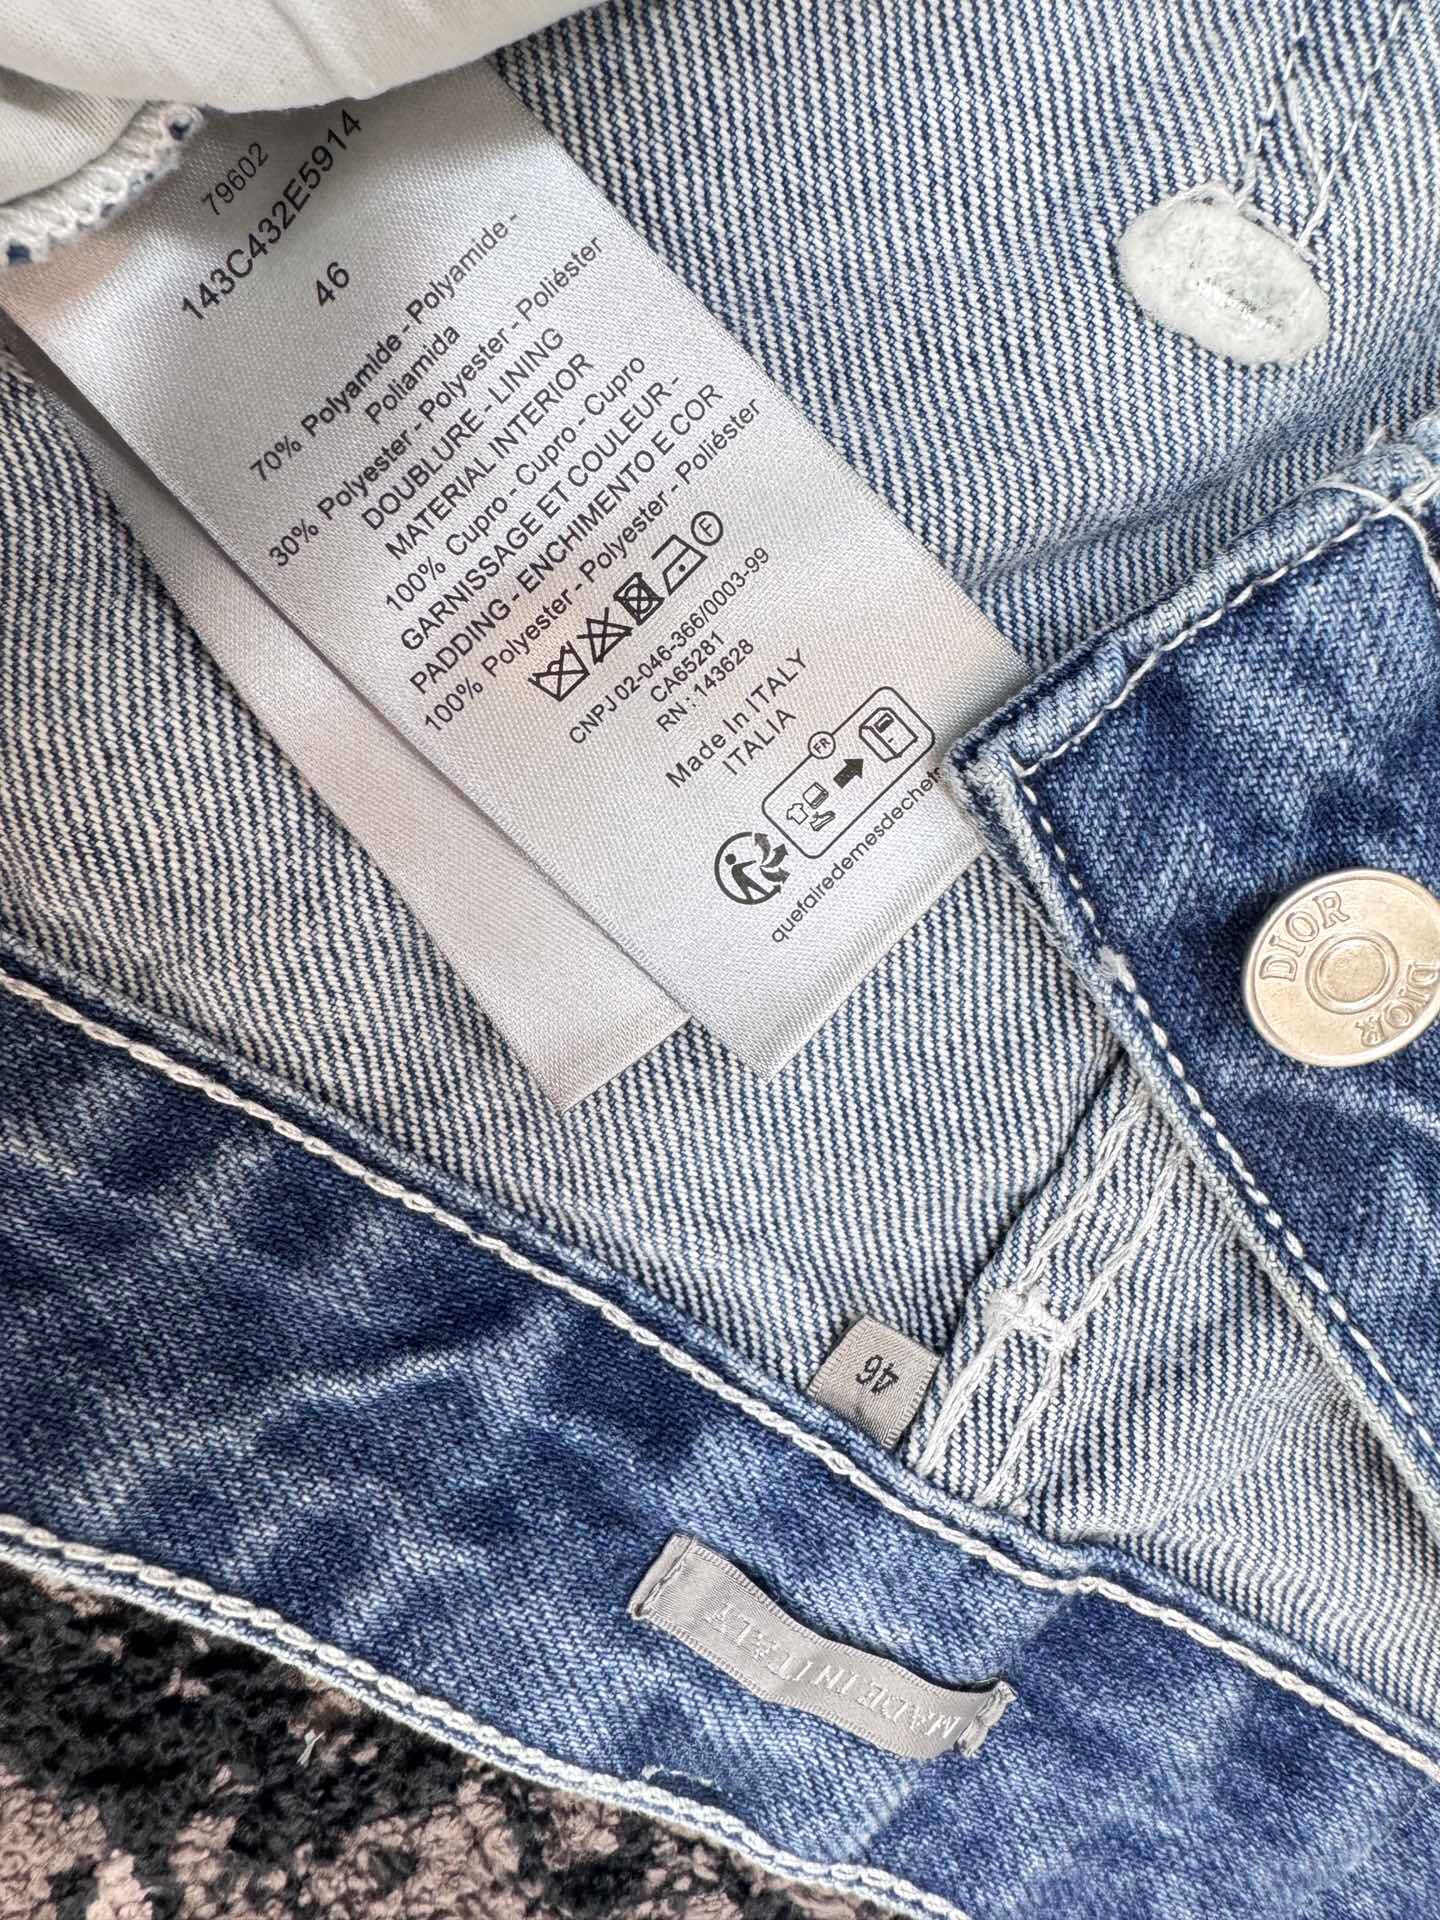 79602
143C432E5914
46
70% Polyamide - Polyamide -
Poliamida
30% Polyester - Polyester - Poliéster
DOUBLURE - LINING
MATERIAL INTERIOR
100% Cupro - Cupro - Cupro
GARNISSAGE ET COULEUR -
PADDING - ENCHIMENTO E COR
100% Polyester - Polyester - Poliéster
F
CNPJ 02-046-366/0003-99
CA65281
RN : 143628
Made In ITALY
ITALIA
FR
quefairedemesdechets
DIOR
DIOR
46
MADE IN ITALY